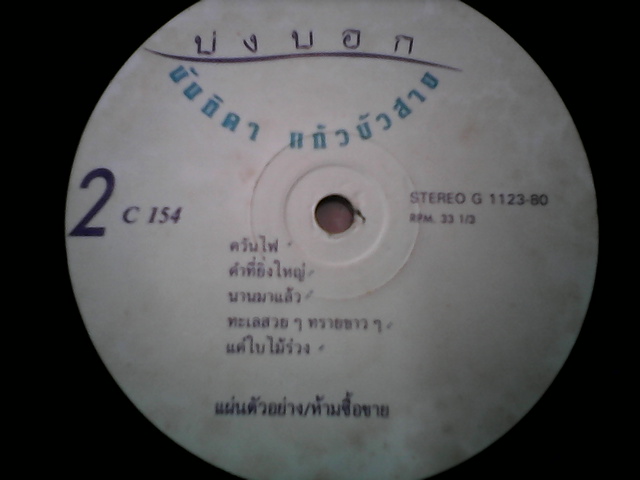 บ่งบอก
นันทิดา แก้วบัวสาย
2 C 154
STEREO G 1123-80
RPM. 33 1/3
ควันไฟ
คำที่ยิ่งใหญ่
นานมาแล้ว
ทะเลสวย ๆ ทรายขาว ๆ
แค่ใบไม้ร่วง
แผ่นตัวอย่าง/ห้ามซื้อขาย